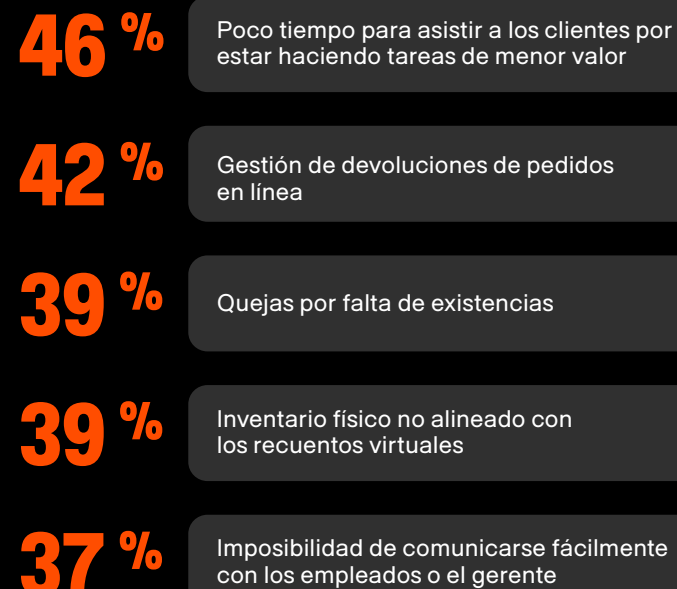 46 %
Poco tiempo para asistir a los clientes por
estar haciendo tareas de menor valor
42 %
Gestión de devoluciones de pedidos
en línea
39 %
Quejas por falta de existencias
39 %
Inventario físico no alineado con
los recuentos virtuales
37 %
Imposibilidad de comunicarse fácilmente
con los empleados o el gerente